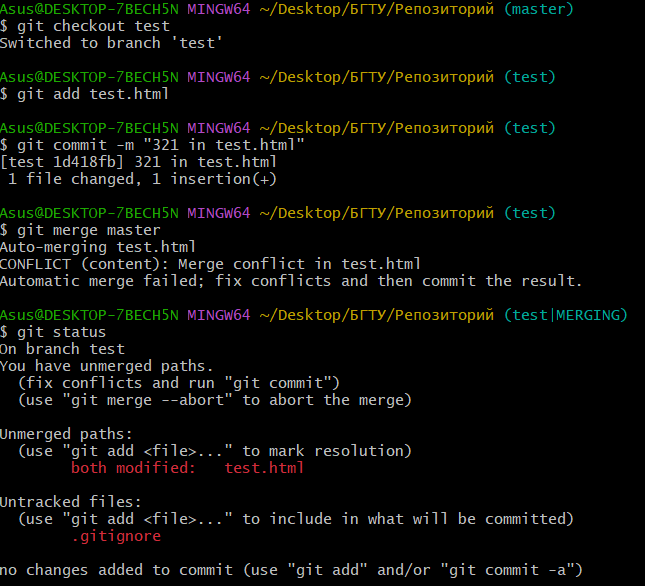 Asus@DESKTOP-7BECH5N MINGW64 ~/Desktop/БГТУ/Репозиторий (master)
$ git checkout test
Switched to branch 'test'
Asus@DESKTOP-7BECH5N MINGW64 ~/Desktop/БГТУ/Репозиторий (test)
$ git add test.html
Asus@DESKTOP-7BECH5N MINGW64 ~/Desktop/БГТУ/Репозиторий (test)
$ git commit -m "321 in test.html"
[test 1d418fb] 321 in test.html
1 file changed, 1 insertion(+)
Asus@DESKTOP-7BECH5N MINGW64 ~/Desktop/БГТУ/Репозиторий (test)
$ git merge master
Auto-merging test.html
CONFLICT (content): Merge conflict in test.html
Automatic merge failed; fix conflicts and then commit the result.
Asus@DESKTOP-7BECH5N MINGW64 ~/Desktop/БГТУ/Репозиторий (test|MERGING)
$ git status
On branch test
You have unmerged paths.
(fix conflicts and run "git commit")
(use "git merge --abort" to abort the merge)
Unmerged paths:
(use "git add <file>..." to mark resolution)
both modified:   test.html
Untracked files:
(use "git add <file>..." to include in what will be committed)
.gitignore
no changes added to commit (use "git add" and/or "git commit -a")